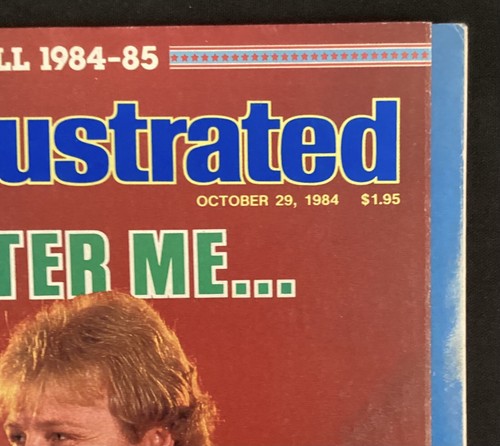 LL 1984-85
ustrated
OCTOBER 29, 1984 $1.95
TER ME...